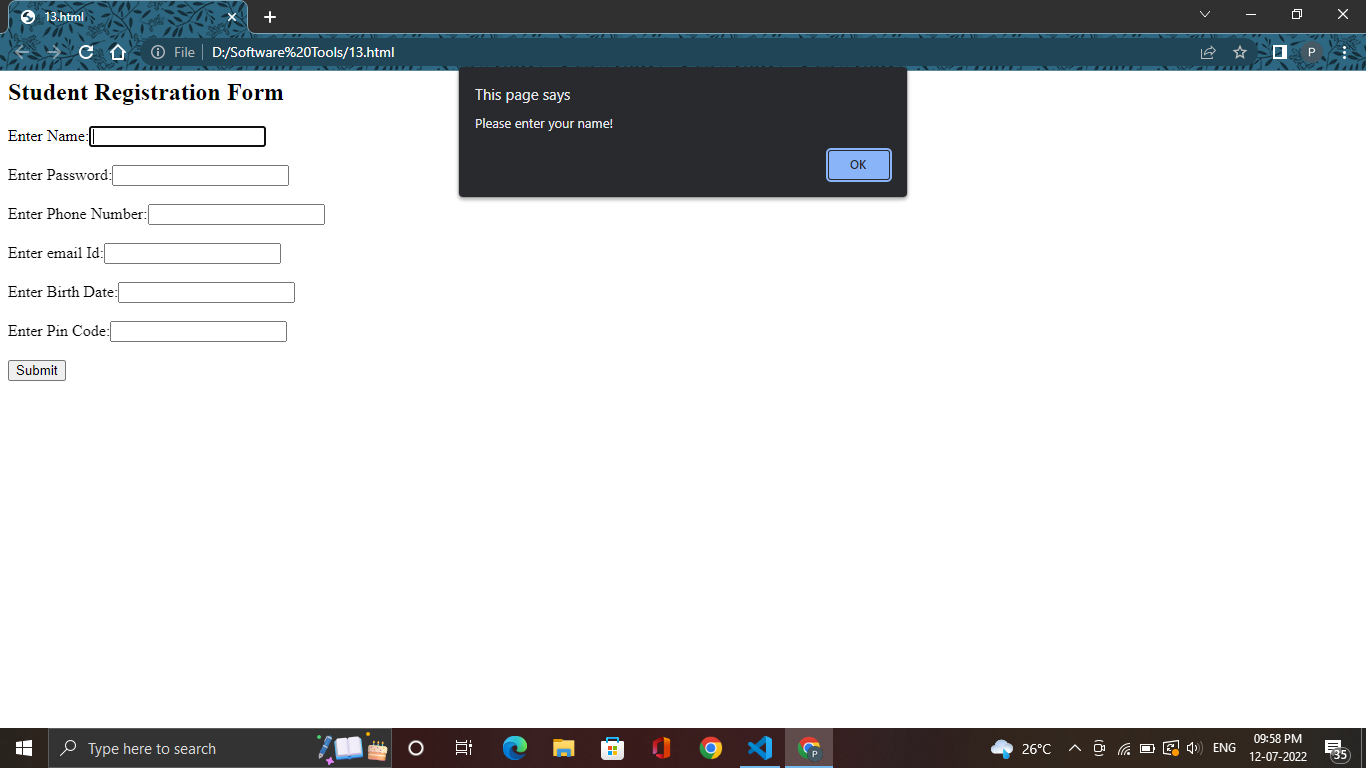 13.html
File
D:/Software%20Tools/13.html
P
Student Registration Form
This page says
Please enter your name!
OK
Enter Name:
Enter Password:
Enter Phone Number:
Enter email Id:
Enter Birth Date:
Enter Pin Code:
Submit
Type here to search
P
26°C
ENG
09:58 PM
12-07-2022
35